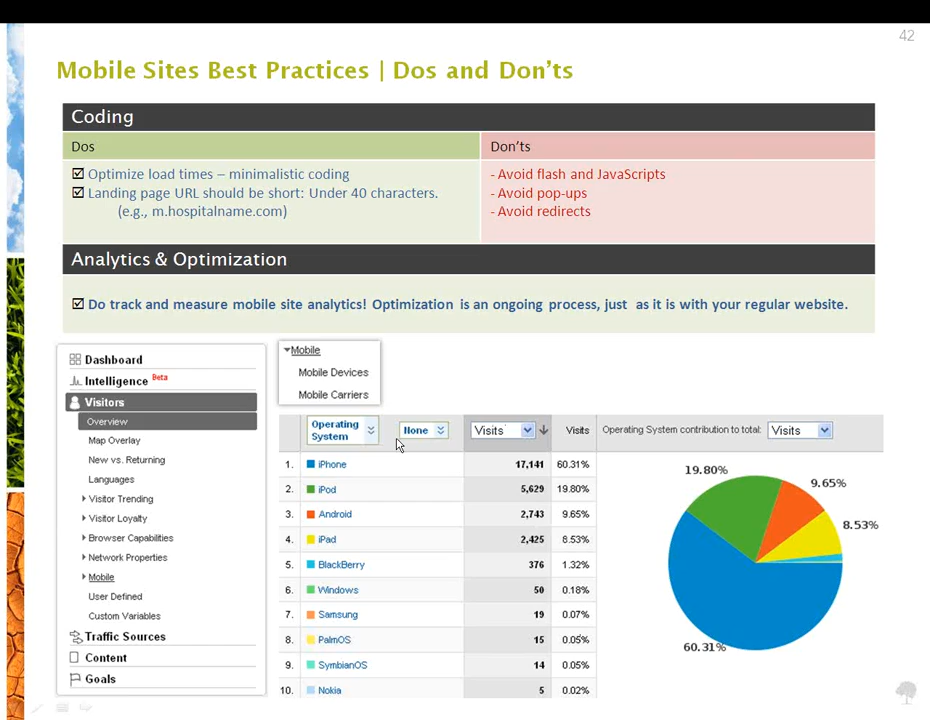 42
Mobile Sites Best Practices | Dos and Don'ts
Coding
Dos
Don'ts
Optimize load times – minimalistic coding
Landing page URL should be short: Under 40 characters.
(e.g., m.hospitalname.com)
- Avoid flash and JavaScripts
- Avoid pop-ups
- Avoid redirects
Analytics & Optimization
Do track and measure mobile site analytics! Optimization is an ongoing process, just as it is with your regular website.
Dashboard
Intelligence Beta
Visitors
Overview
Map Overlay
New vs. Returning
Languages
Visitor Trending
Visitor Loyalty
Browser Capabilities
Network Properties
Mobile
User Defined
Custom Variables
Traffic Sources
Content
Goals
Mobile
Mobile Devices
Mobile Carriers
Operating System None Visits Visits Operating System contribution to total: Visits
1. iPhone 17,141 60.31%
2. iPod 5,629 19.80%
3. Android 2,743 9.65%
4. iPad 2,425 8.53%
5. BlackBerry 376 1.32%
6. Windows 50 0.18%
7. Samsung 19 0.07%
8. PalmOS 15 0.05%
9. SymbianOS 14 0.05%
10. Nokia 5 0.02%
19.80%
9.65%
8.53%
60.31%